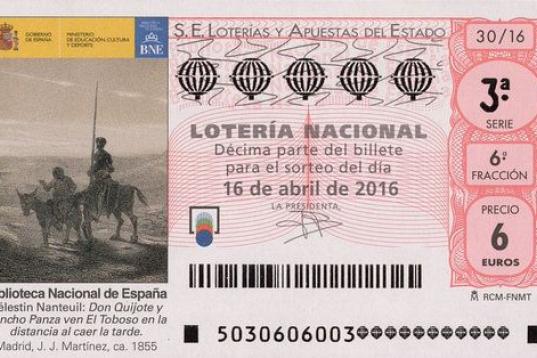 GOBIERNO
DE ESPAÑA
MINISTERIO
DE EDUCACIÓN, CULTURA
Y DEPORTE
BNE
S.E. LOTERÍAS Y APUESTAS DEL ESTADO
30/16
3ª
SERIE
LOTERÍA NACIONAL
Décima parte del billete
para el sorteo del día
16 de abril de 2016
LA PRESIDENTA,
6ª
FRACCIÓN
PRECIO
6
EUROS
RCM-FNMT
blioteca Nacional de España
élestin Nanteuil: Don Quijote y
ncho Panza ven El Toboso en la
distancia al caer la tarde.
Madrid, J. J. Martínez, ca. 1855
5030606003